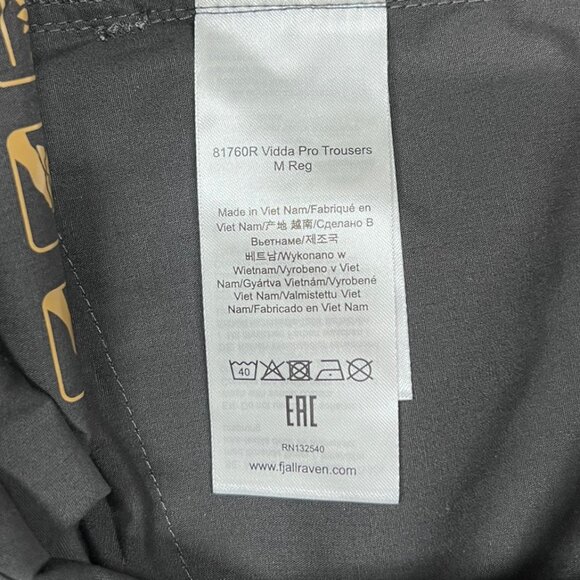 81760R Vidda Pro Trousers
M Reg
Made in Viet Nam/Fabriqué en
Viet Nam/产地 越南/Сделано В
Вьетнаме/제조국
베트남/Wykonano w
Wietnam/Vyrobeno v Viet
Nam/Gyártva Vietnám/Vyrobené
Viet Nam/Valmistettu Viet
Nam/Fabricado en Viet Nam
40
EAC
RN132540
www.fjallraven.com